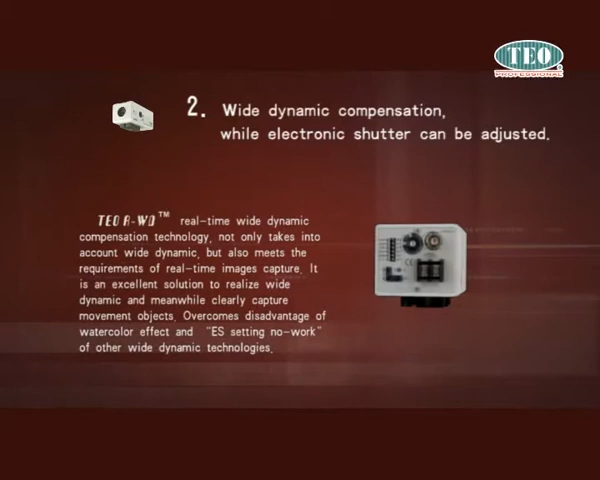 TEO
PROFESSIONAL
2. Wide dynamic compensation,
while electronic shutter can be adjusted.
TEO A-WD™ real-time wide dynamic
compensation technology, not only takes into
account wide dynamic, but also meets the
requirements of real-time images capture. It
is an excellent solution to realize wide
dynamic and meanwhile clearly capture
movement objects. Overcomes disadvantage of
watercolor effect and "ES setting no-work"
of other wide dynamic technologies.